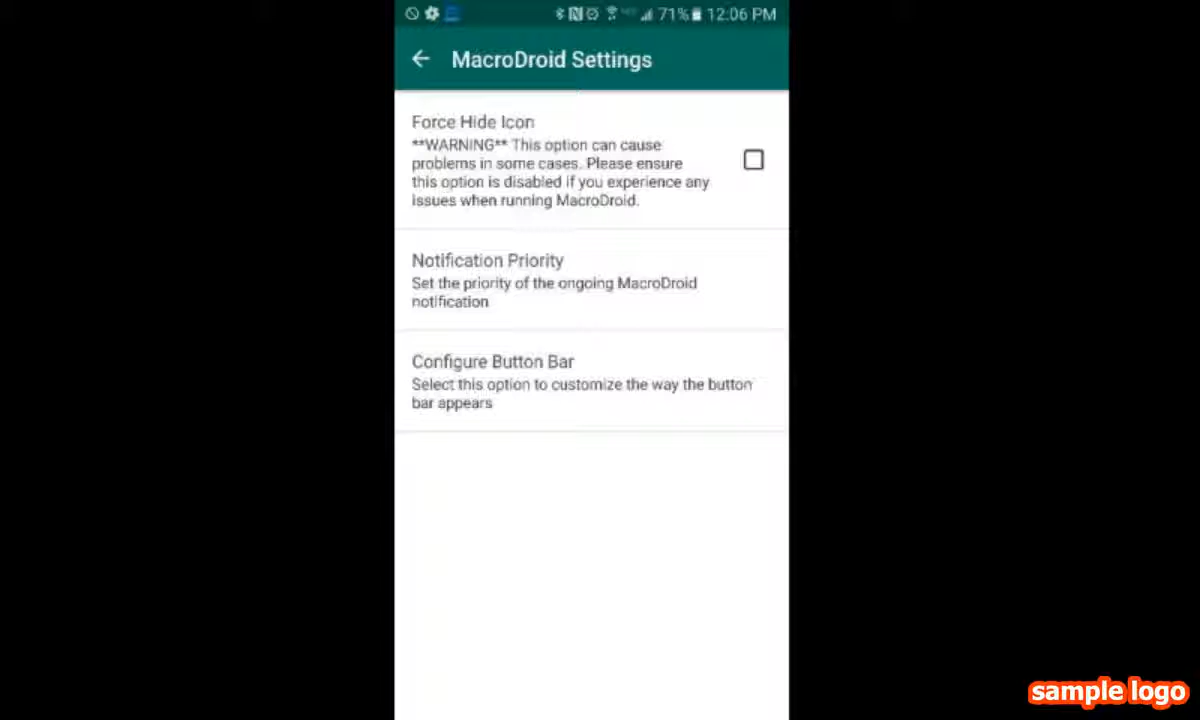 71% 12:06 PM
MacroDroid Settings
Force Hide Icon
**WARNING** This option can cause
problems in some cases. Please ensure
this option is disabled if you experience any
issues when running MacroDroid.
Notification Priority
Set the priority of the ongoing MacroDroid
notification
Configure Button Bar
Select this option to customize the way the button
bar appears
sample logo